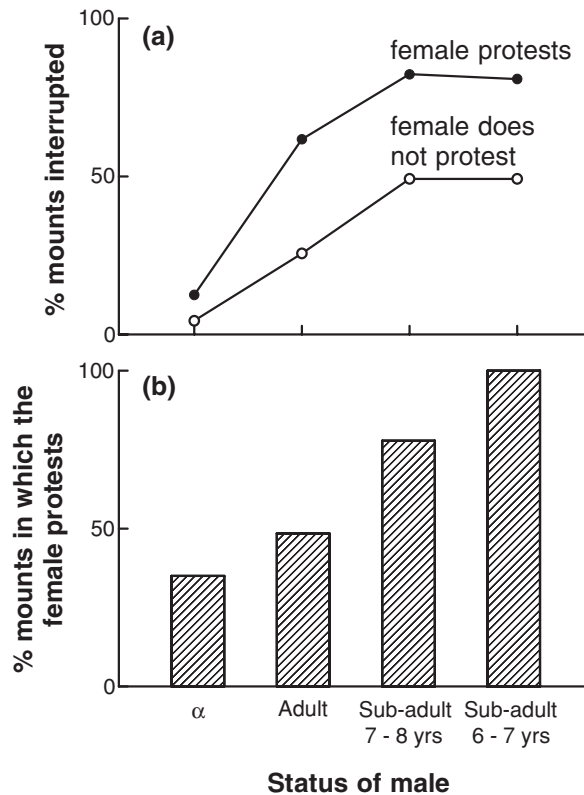 100
(a)
female protests
female does
not protest
% mounts interrupted
50
0
100
(b)
% mounts in which the
female protests
50
0
α
Adult
Sub-adult
7 - 8 yrs
Sub-adult
6 - 7 yrs
Status of male